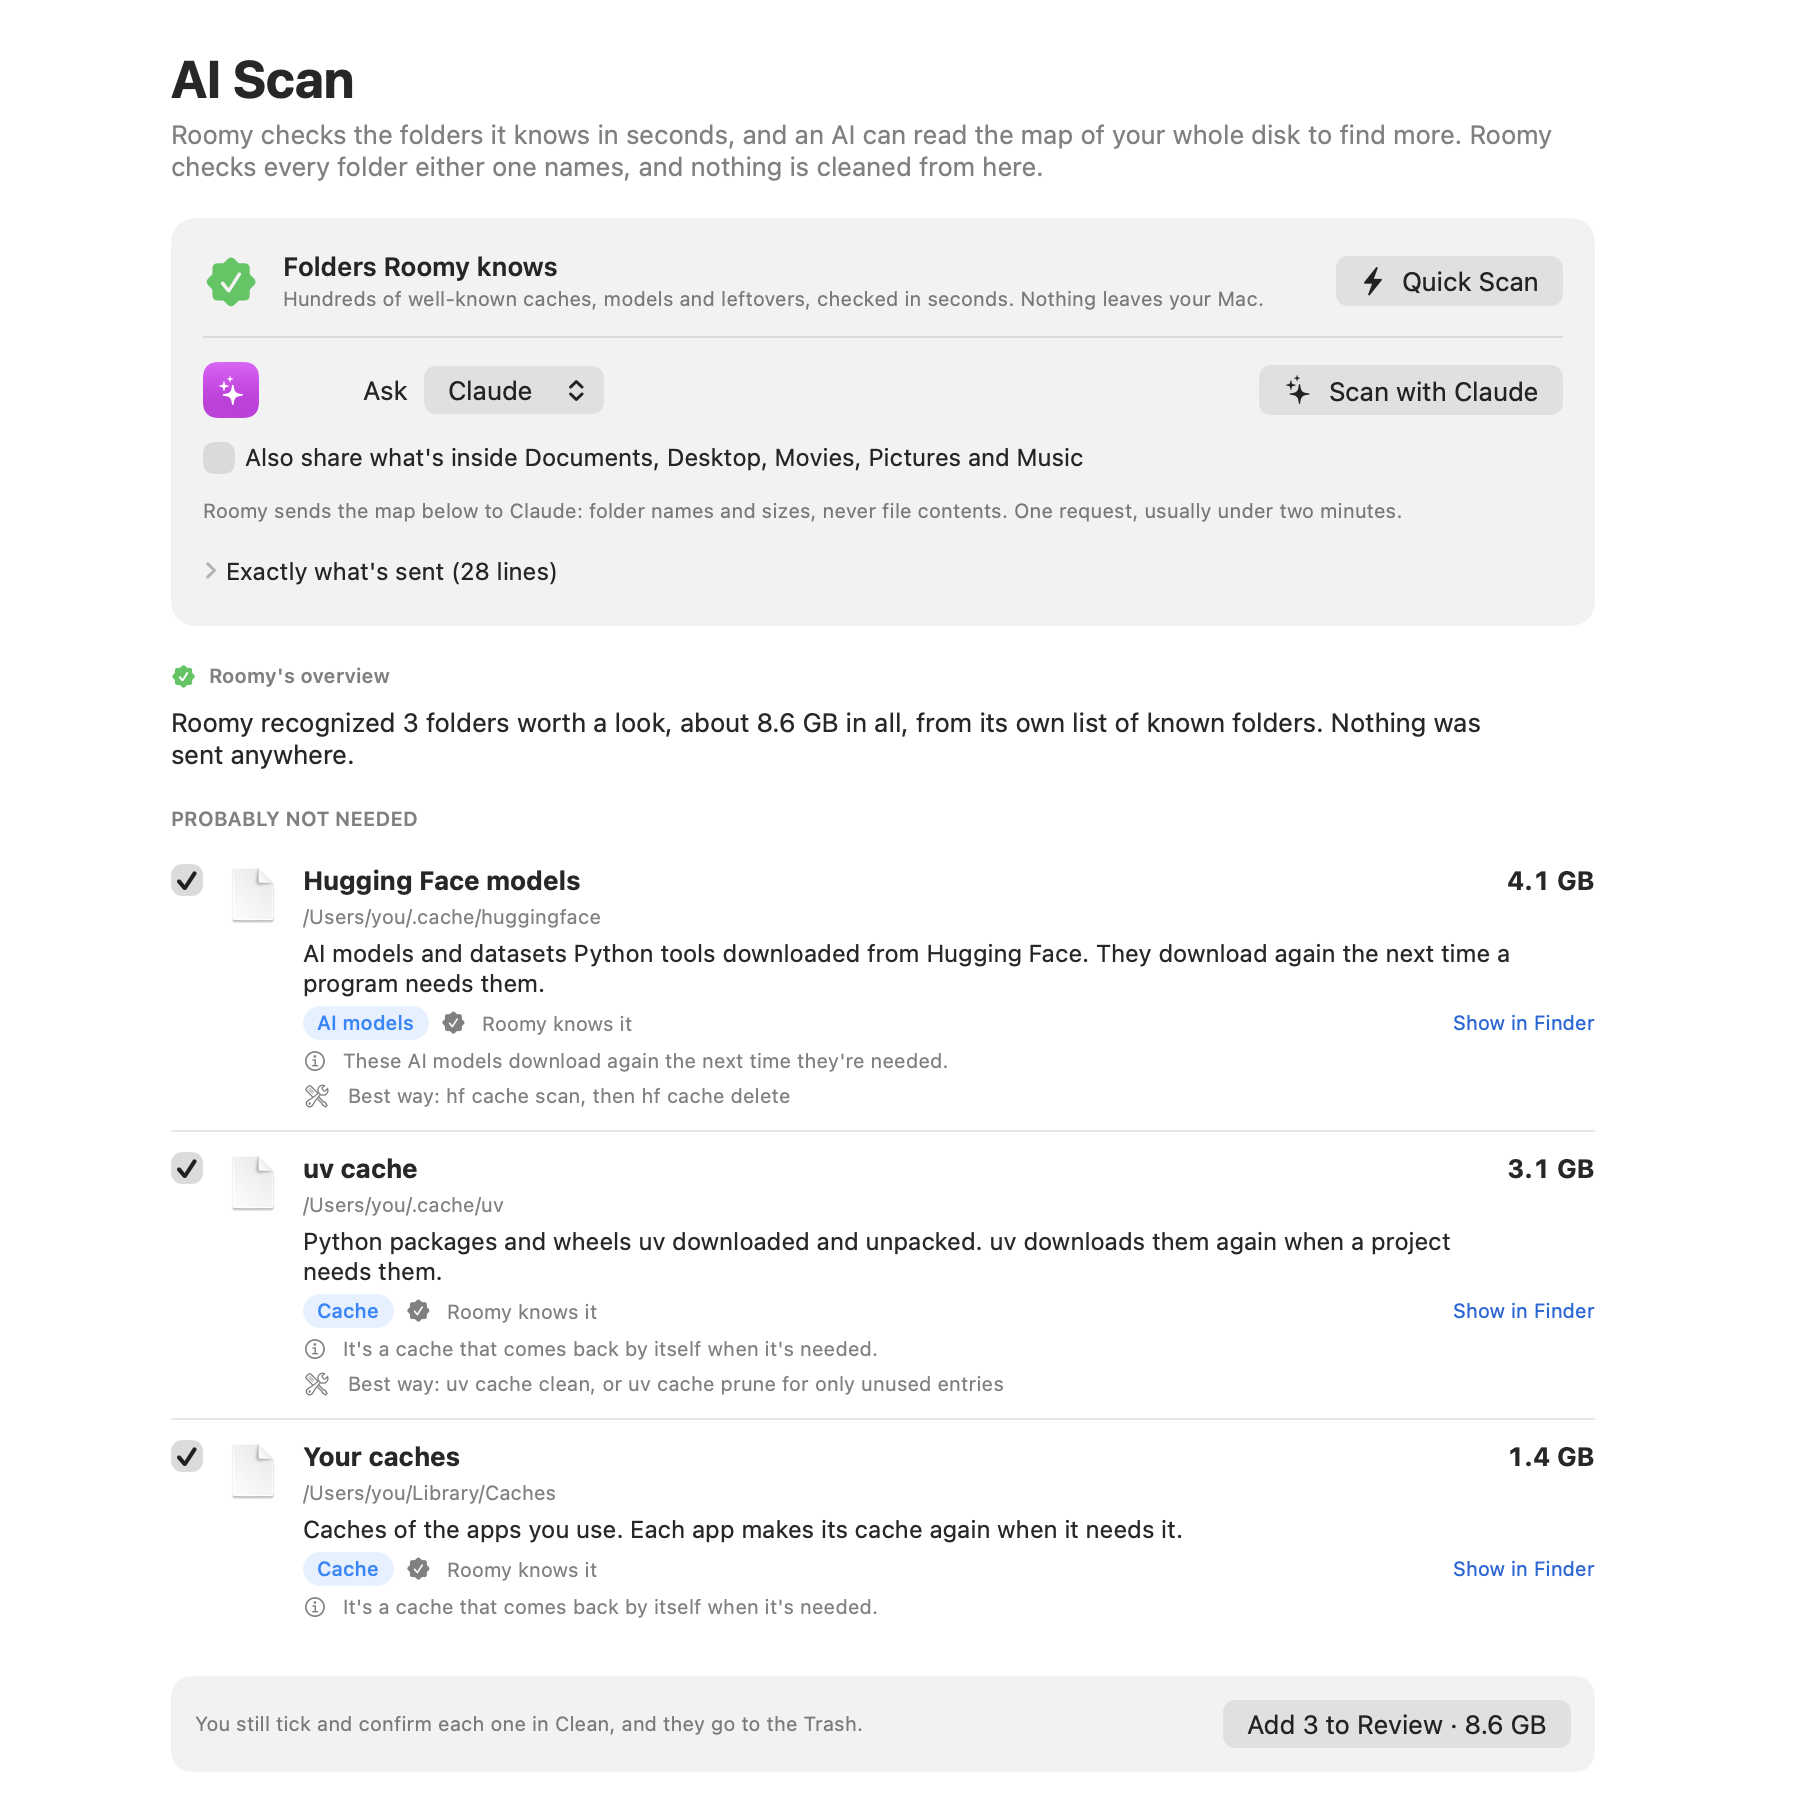 AI Scan
Roomy checks the folders it knows in seconds, and an AI can read the map of your whole disk to find more. Roomy
checks every folder either one names, and nothing is cleaned from here.
Folders Roomy knows
Hundreds of well-known caches, models and leftovers, checked in seconds. Nothing leaves your Mac.
Quick Scan
Ask Claude
Scan with Claude
Also share what's inside Documents, Desktop, Movies, Pictures and Music
Roomy sends the map below to Claude: folder names and sizes, never file contents. One request, usually under two minutes.
Exactly what's sent (28 lines)
Roomy's overview
Roomy recognized 3 folders worth a look, about 8.6 GB in all, from its own list of known folders. Nothing was
sent anywhere.
PROBABLY NOT NEEDED
Hugging Face models 4.1 GB
/Users/you/.cache/huggingface
AI models and datasets Python tools downloaded from Hugging Face. They download again the next time a
program needs them.
AI models Roomy knows it Show in Finder
These AI models download again the next time they're needed.
Best way: hf cache scan, then hf cache delete
uv cache 3.1 GB
/Users/you/.cache/uv
Python packages and wheels uv downloaded and unpacked. uv downloads them again when a project
needs them.
Cache Roomy knows it Show in Finder
It's a cache that comes back by itself when it's needed.
Best way: uv cache clean, or uv cache prune for only unused entries
Your caches 1.4 GB
/Users/you/Library/Caches
Caches of the apps you use. Each app makes its cache again when it needs it.
Cache Roomy knows it Show in Finder
It's a cache that comes back by itself when it's needed.
You still tick and confirm each one in Clean, and they go to the Trash.
Add 3 to Review · 8.6 GB